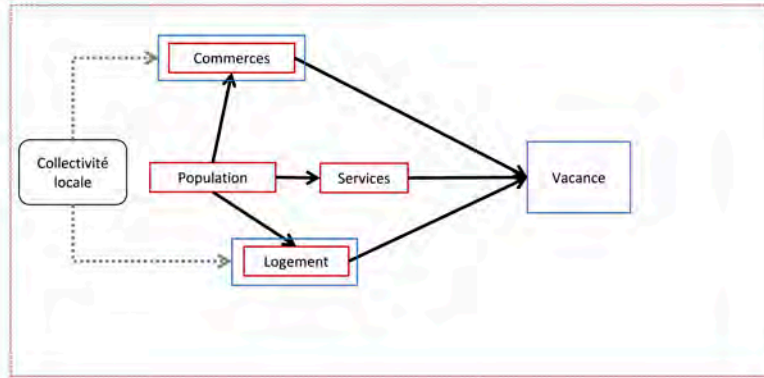 Commerces
Collectivité
locale
Population
Services
Vacance
Logement